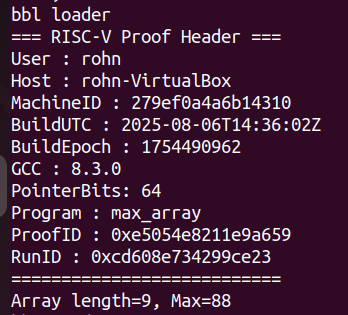 bbl loader
=== RISC-V Proof Header ===
User : rohn
Host : rohn-VirtualBox
MachineID : 279ef0a4a6b14310
BuildUTC : 2025-08-06T14:36:02Z
BuildEpoch : 1754490962
GCC : 8.3.0
PointerBits: 64
Program : max_array
ProofID : 0xe5054e8211e9a659
RunID : 0xcd608e734299ce23
===========================
Array length=9, Max=88